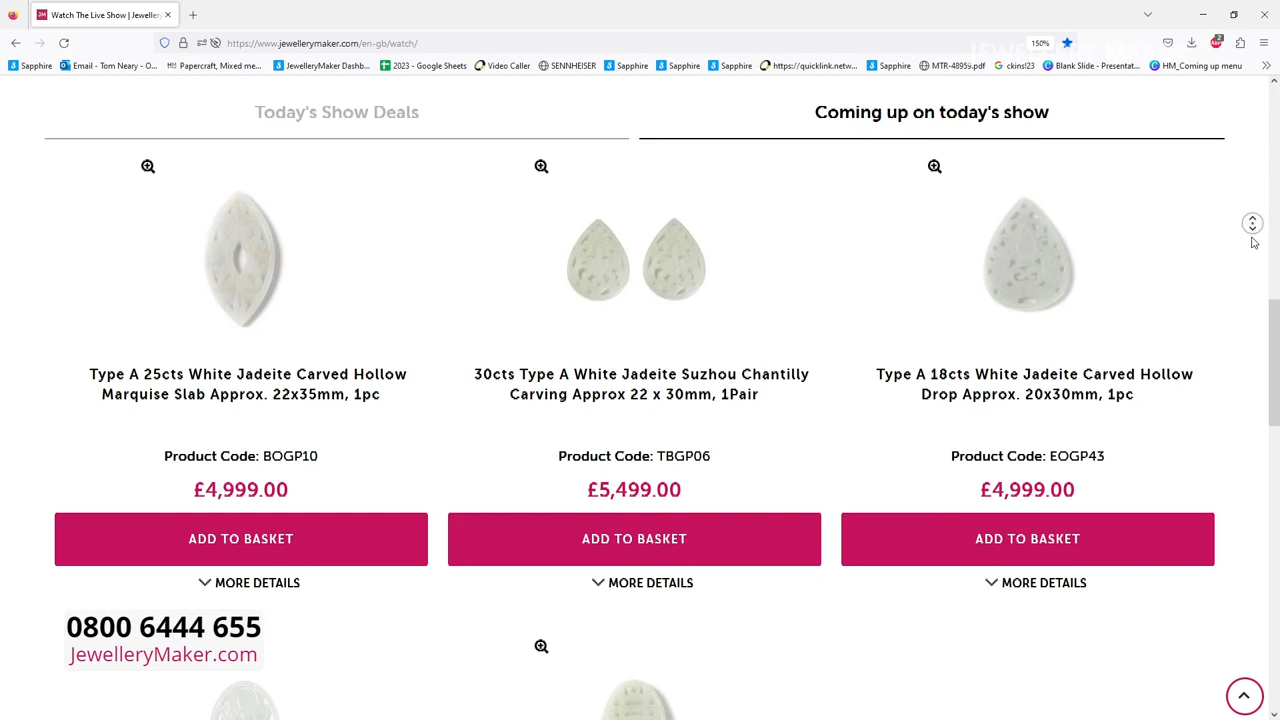 Watch The Live Show | Jeweller
https://www.jewellerymaker.com/en-gb/watch/
150%
2
Sapphire Email - Tom Neary - O... Papercraft, Mixed me... JewelleryMaker Dashb... 2023 - Google Sheets Video Caller SENNHEISER Sapphire Sapphire Sapphire https://quicklink.netw... Sapphire MTR-48959.pdf ckins!23 Blank Slide - Presentat... HM_Coming up menu
Today's Show Deals
Coming up on today's show
Type A 25cts White Jadeite Carved Hollow
Marquise Slab Approx. 22x35mm, 1pc
Product Code: BOGP10
£4,999.00
ADD TO BASKET
MORE DETAILS
30cts Type A White Jadeite Suzhou Chantilly
Carving Approx 22 x 30mm, 1Pair
Product Code: TBGP06
£5,499.00
ADD TO BASKET
MORE DETAILS
Type A 18cts White Jadeite Carved Hollow
Drop Approx. 20x30mm, 1pc
Product Code: EOGP43
£4,999.00
ADD TO BASKET
MORE DETAILS
0800 6444 655
JewelleryMaker.com